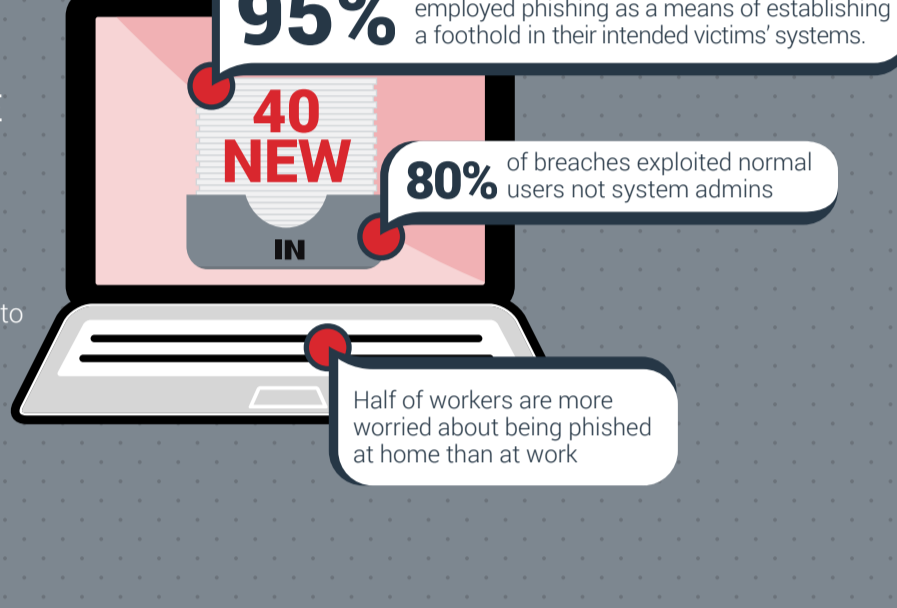 95%
employed phishing as a means of establishing
a foothold in their intended victims' systems.
40
NEW
80%
of breaches exploited normal
users not system admins
IN
to
Half of workers are more
worried about being phished
at home than at work